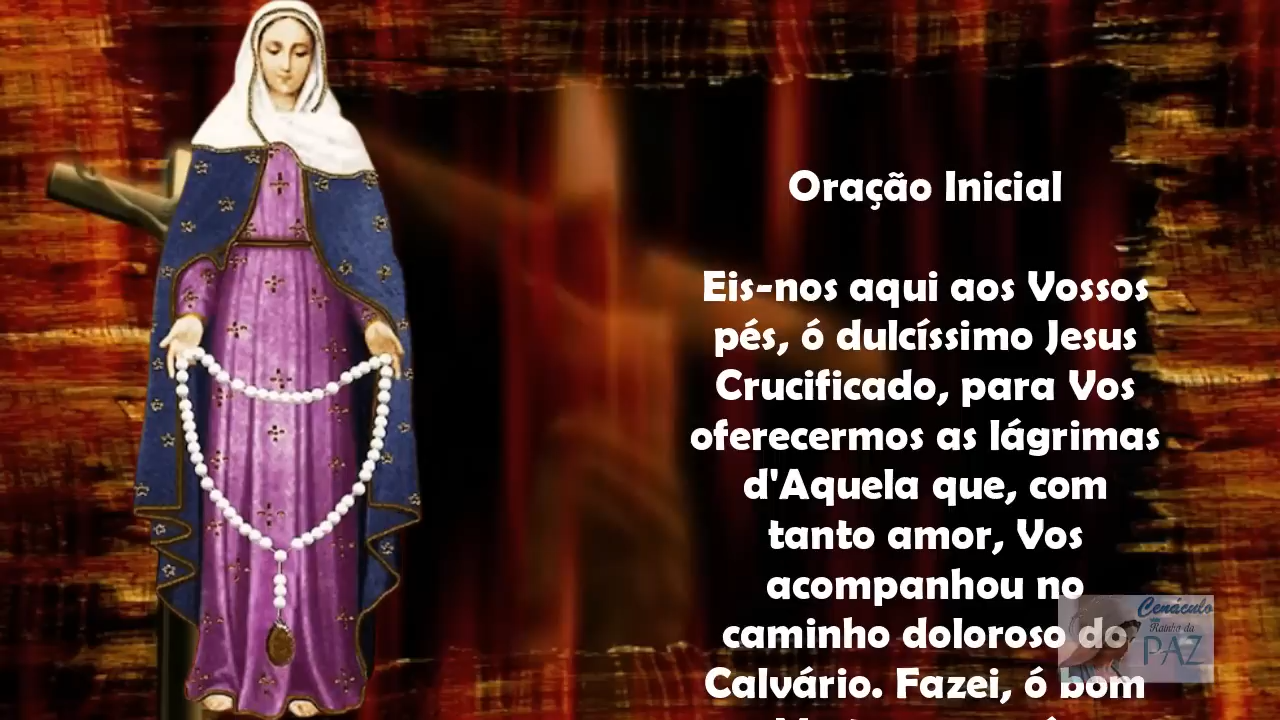 Oração Inicial
Eis-nos aqui aos Vossos
pés, ó dulcíssimo Jesus
Crucificado, para Vos
oferecermos as lágrimas
d'Aquela que, com
tanto amor, Vos
acompanhou no
caminho doloroso do
Calvário. Fazei, ó bom
Cenáculo
Rainha da
PAZ